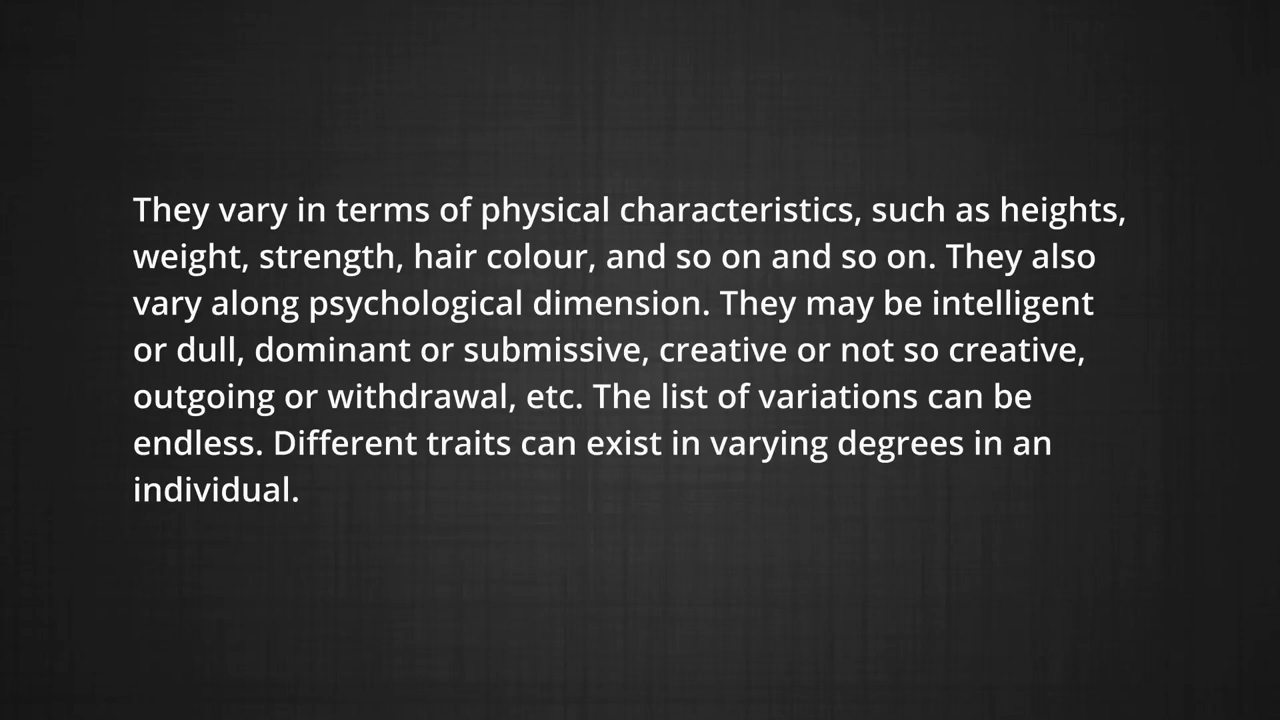 They vary in terms of physical characteristics, such as heights,
weight, strength, hair colour, and so on and so on. They also
vary along psychological dimension. They may be intelligent
or dull, dominant or submissive, creative or not so creative,
outgoing or withdrawal, etc. The list of variations can be
endless. Different traits can exist in varying degrees in an
individual.